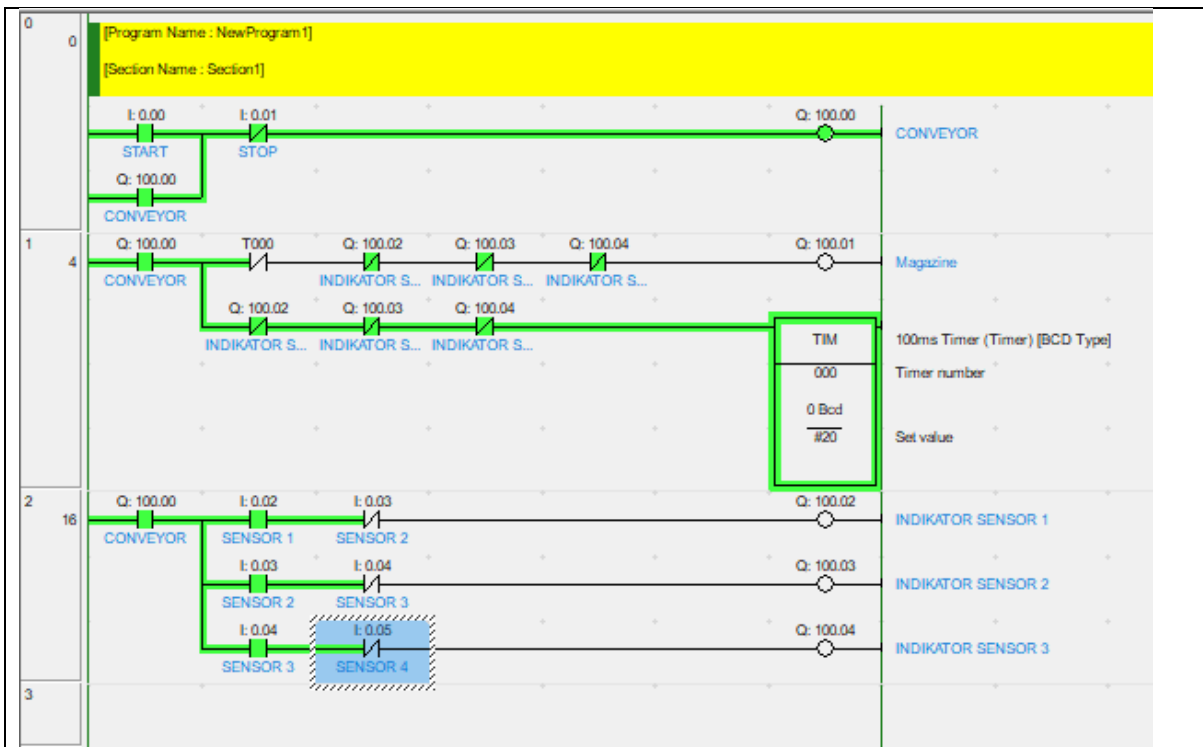 0
0
[Program Name : NewProgram1]
[Section Name : Section1]
I: 0.00 I: 0.01 Q: 100.00
START STOP CONVEYOR
Q: 100.00
CONVEYOR
1
4
Q: 100.00 T000 Q: 100.02 Q: 100.03 Q: 100.04 Q: 100.01
CONVEYOR INDIKATOR S... INDIKATOR S... INDIKATOR S... Magazine
Q: 100.02 Q: 100.03 Q: 100.04
INDIKATOR S... INDIKATOR S... INDIKATOR S...
TIM 100ms Timer (Timer) [BCD Type]
000 Timer number
0 Bcd
#20 Set value
2
16
Q: 100.00 I: 0.02 I: 0.03 Q: 100.02
CONVEYOR SENSOR 1 SENSOR 2 INDIKATOR SENSOR 1
I: 0.03 I: 0.04 Q: 100.03
SENSOR 2 SENSOR 3 INDIKATOR SENSOR 2
I: 0.04 I: 0.05 Q: 100.04
SENSOR 3 SENSOR 4 INDIKATOR SENSOR 3
3